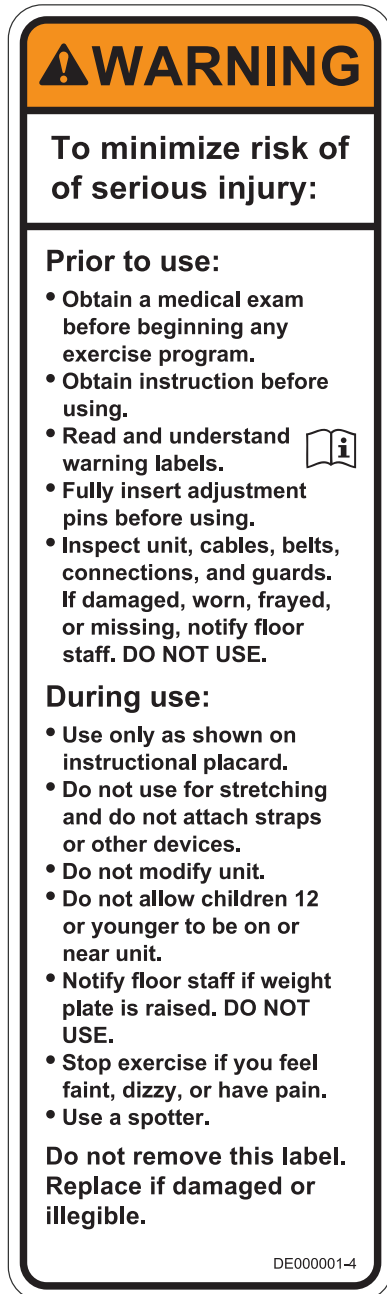 WARNING
To minimize risk of
of serious injury:
Prior to use:
• Obtain a medical exam
before beginning any
exercise program.
• Obtain instruction before
using.
• Read and understand
warning labels.
• Fully insert adjustment
pins before using.
• Inspect unit, cables, belts,
connections, and guards.
If damaged, worn, frayed,
or missing, notify floor
staff. DO NOT USE.
During use:
• Use only as shown on
instructional placard.
• Do not use for stretching
and do not attach straps
or other devices.
• Do not modify unit.
• Do not allow children 12
or younger to be on or
near unit.
• Notify floor staff if weight
plate is raised. DO NOT
USE.
• Stop exercise if you feel
faint, dizzy, or have pain.
• Use a spotter.
Do not remove this label.
Replace if damaged or
illegible.
DE000001-4